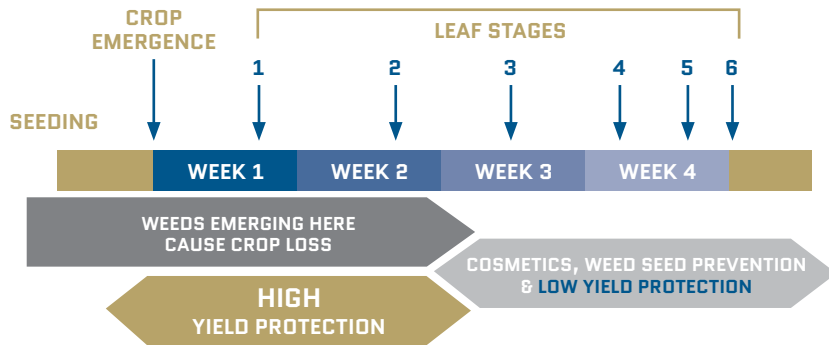 CROP
EMERGENCE
LEAF STAGES
1 2 3 4 5 6
SEEDING
WEEK 1 WEEK 2 WEEK 3 WEEK 4
WEEDS EMERGING HERE
CAUSE CROP LOSS
COSMETICS, WEED SEED PREVENTION
& LOW YIELD PROTECTION
HIGH
YIELD PROTECTION